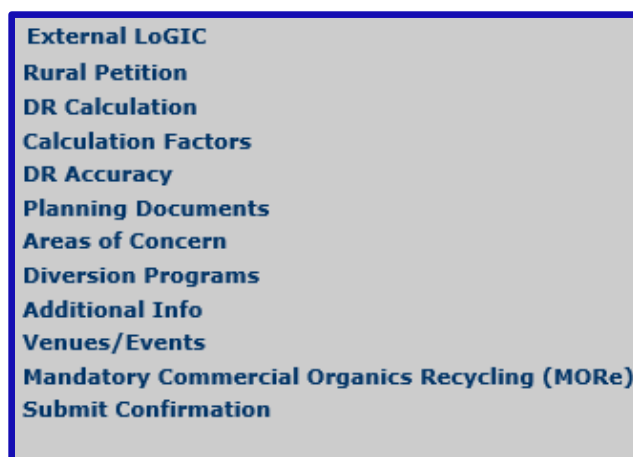 External LoGIC
Rural Petition
DR Calculation
Calculation Factors
DR Accuracy
Planning Documents
Areas of Concern
Diversion Programs
Additional Info
Venues/Events
Mandatory Commercial Organics Recycling (MORe)
Submit Confirmation